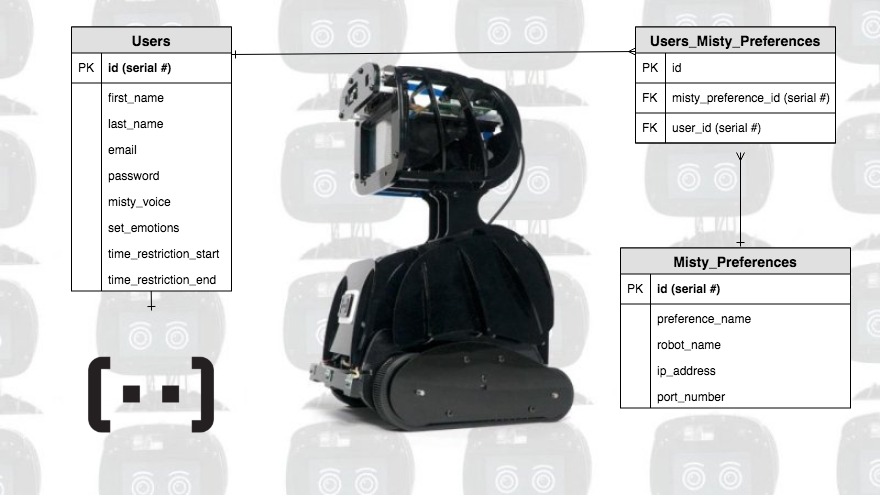 Users
PK id (serial #)
first_name
last_name
email
password
misty_voice
set_emotions
time_restriction_start
time_restriction_end
Users_Misty_Preferences
PK id
FK misty_preference_id (serial #)
FK user_id (serial #)
Misty_Preferences
PK id (serial #)
preference_name
robot_name
ip_address
port_number